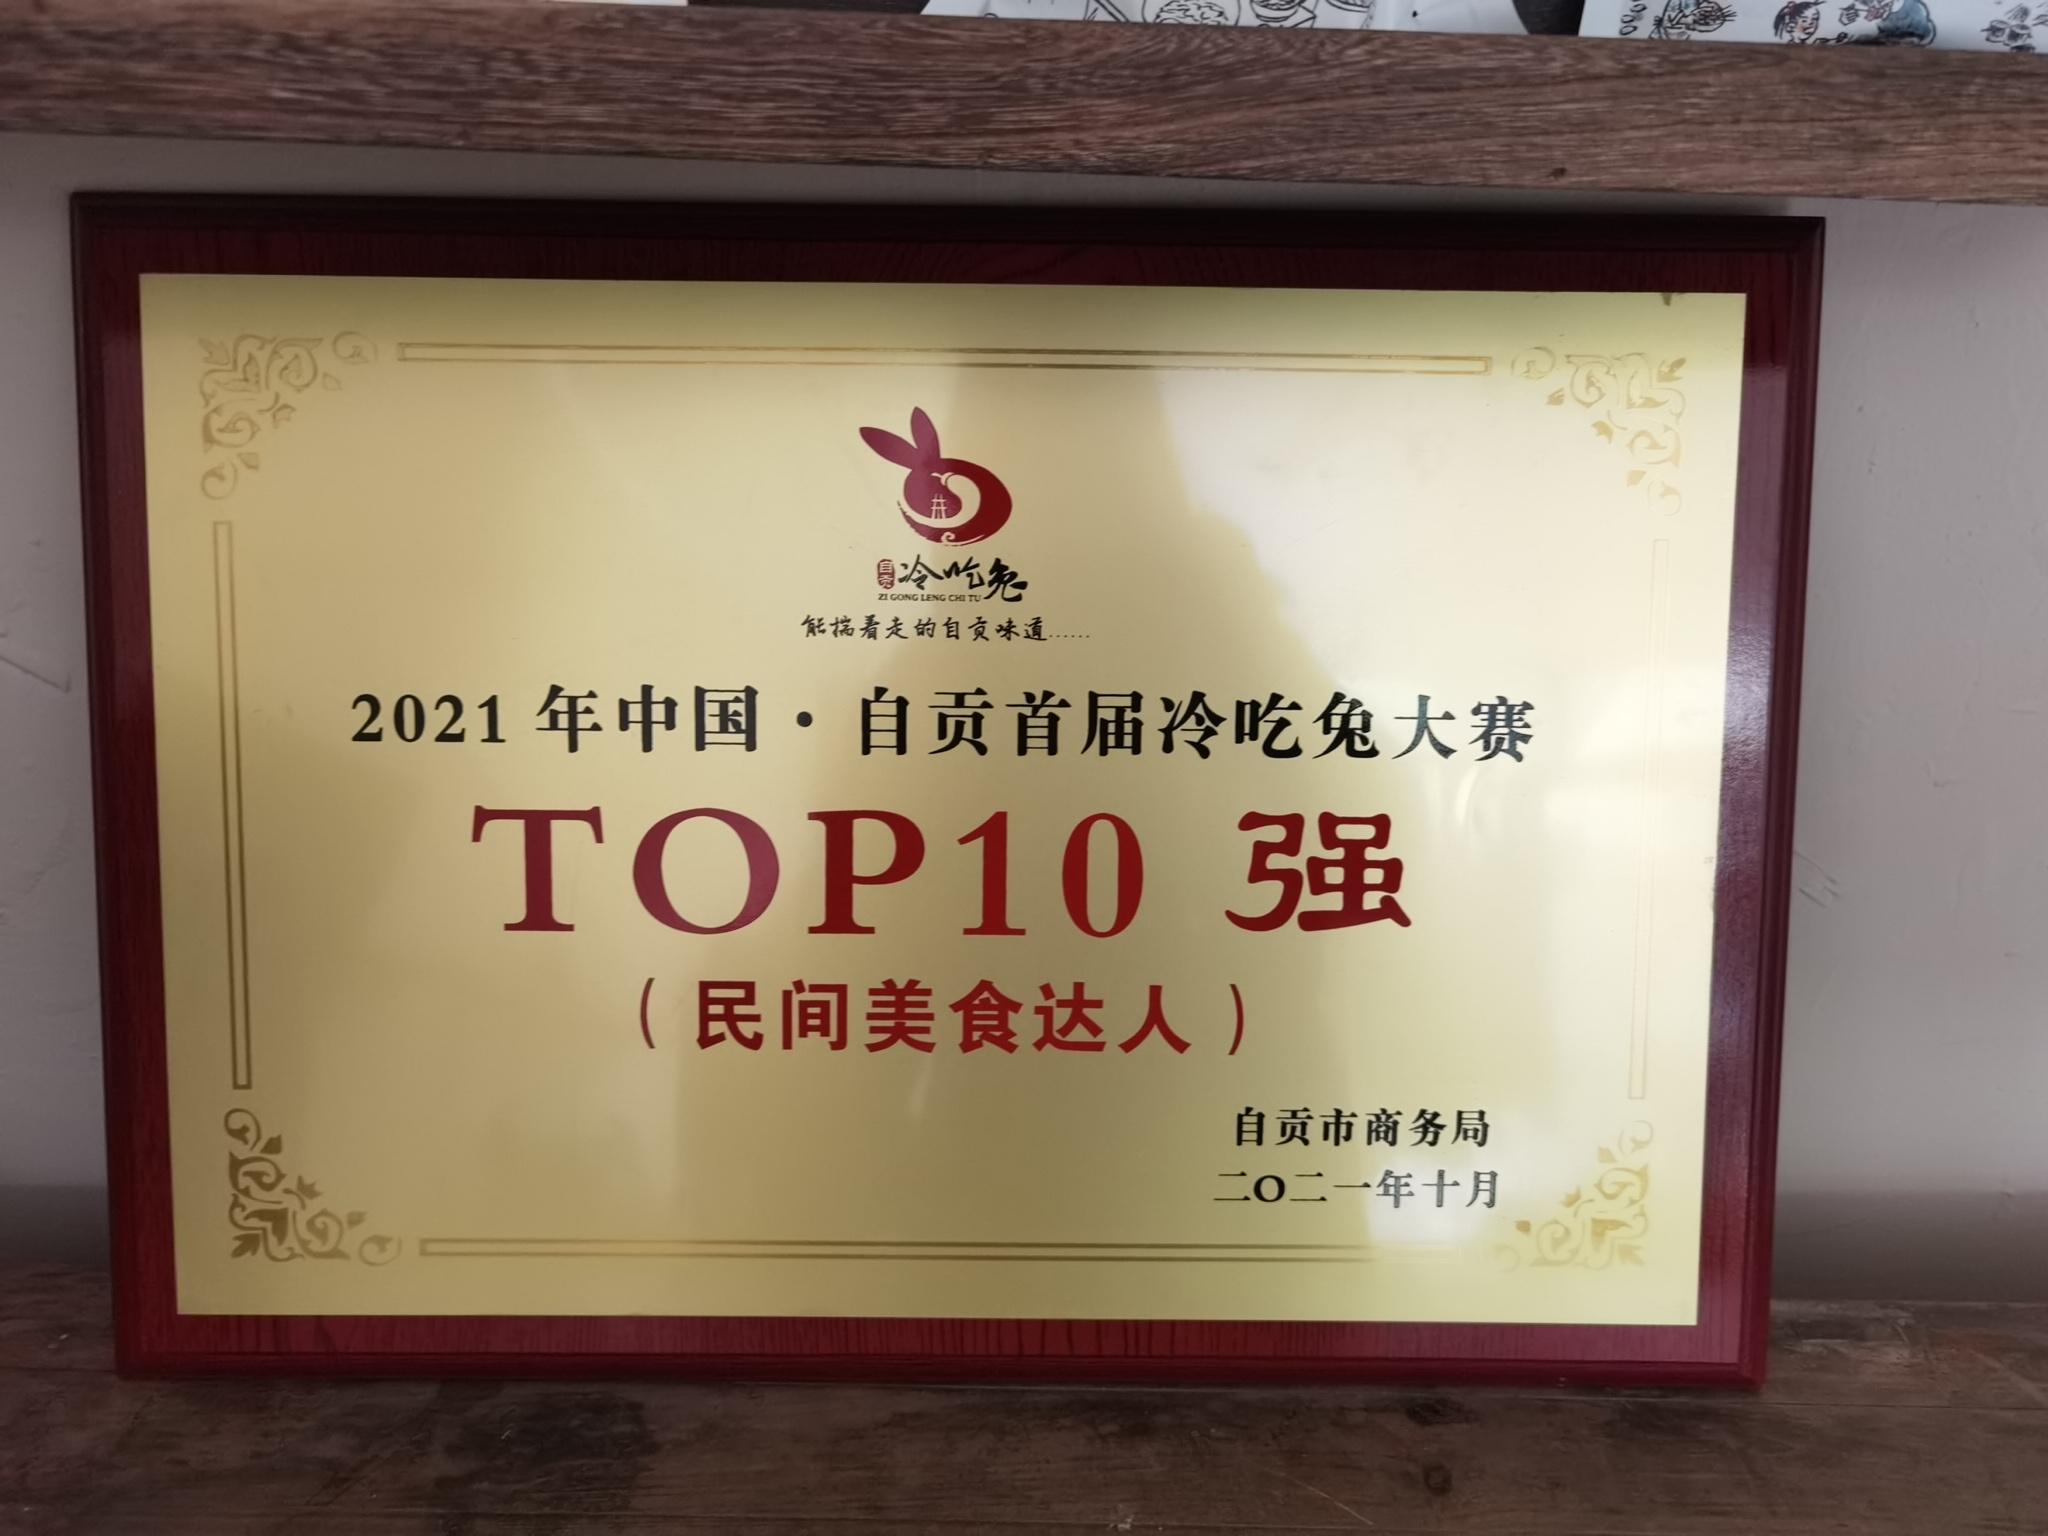 自贡 冷吃兔
ZI GONG LENG CHI TU
能揣着走的自贡味道......
2021年中国·自贡首届冷吃兔大赛
TOP10 强
(民间美食达人)
自贡市商务局
二〇二一年十月